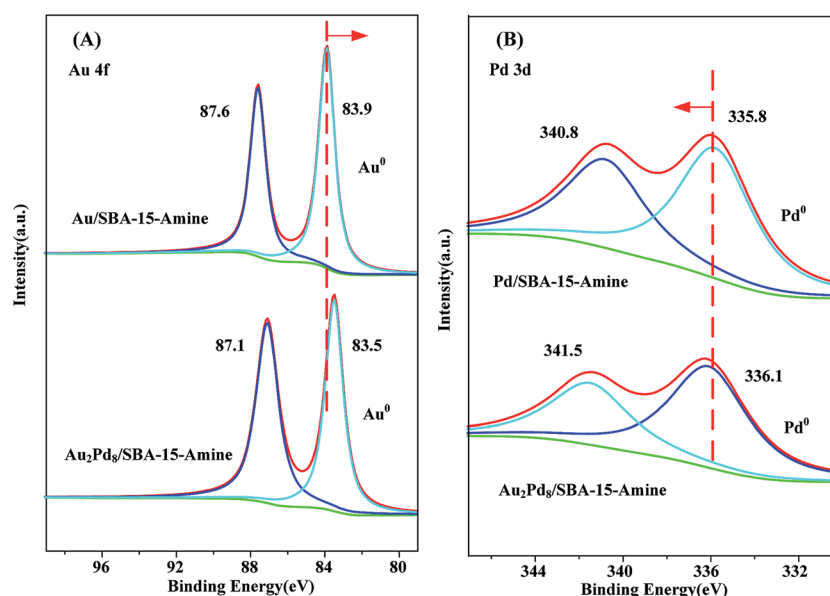 (A)
Au 4f
87.6
83.9
Au⁰
Au/SBA-15-Amine
87.1
83.5
Au⁰
Au₂Pd₈/SBA-15-Amine
Intensity(a.u.)
96 92 88 84 80
Binding Energy(eV)
(B)
Pd 3d
340.8
335.8
Pd⁰
Pd/SBA-15-Amine
341.5
336.1
Pd⁰
Au₂Pd₈/SBA-15-Amine
Intensity(a.u.)
344 340 336 332
Binding Energy(eV)